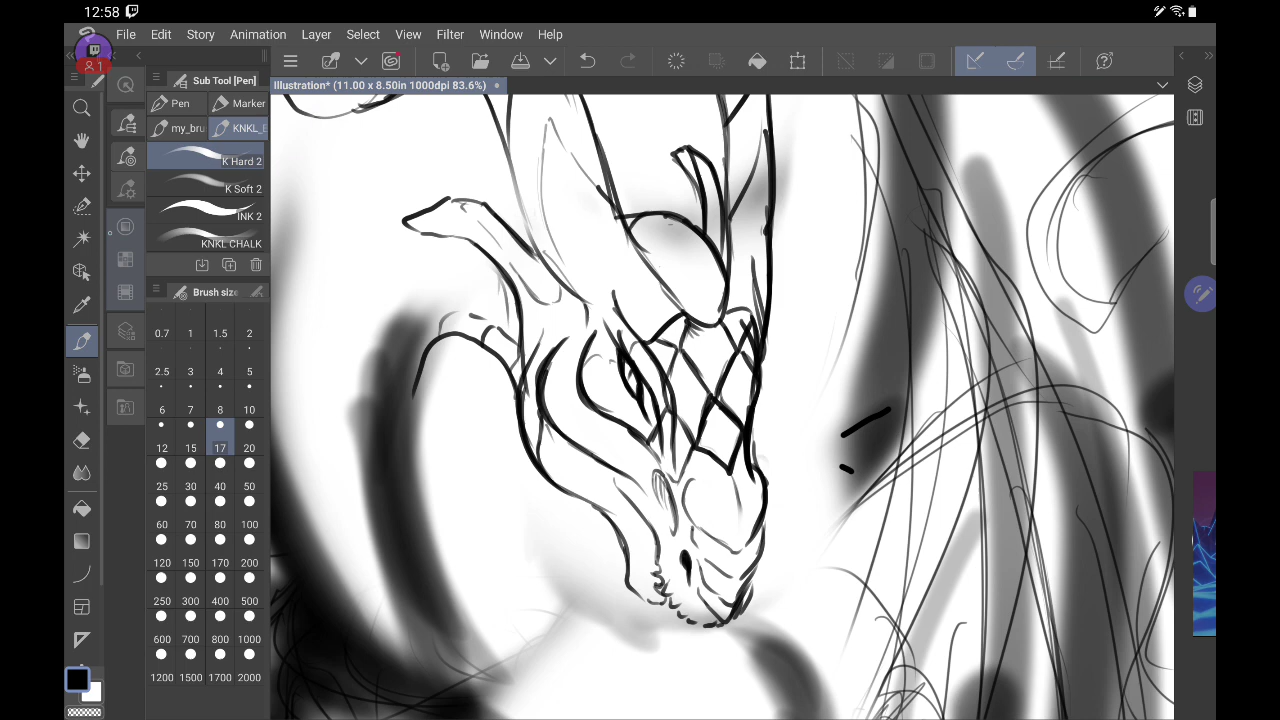 12:58
File Edit Story Animation Layer Select View Filter Window Help
1
Sub Tool [Pen]
Illustration* (11.00 x 8.50in 1000dpi 83.6%)
Pen Marker
my_bru KNKL_E
K Hard 2
K Soft 2
INK 2
KNKL CHALK
Brush size
0.7 1 1.5 2
2.5 3 4 5
6 7 8 10
12 15 17 20
25 30 40 50
60 70 80 100
120 150 170 200
250 300 400 500
600 700 800 1000
1200 1500 1700 2000